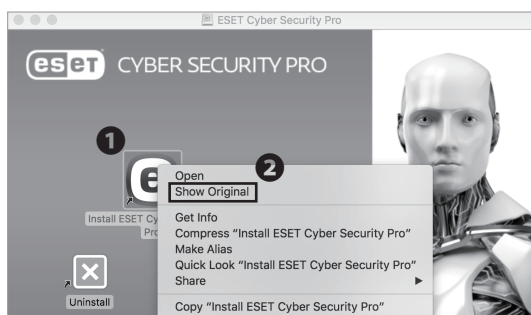 ESET Cyber Security Pro
eset CYBER SECURITY PRO
1
2
Open
Show Original
Install ESET Cy
Pro
Get Info
Compress “Install ESET Cyber Security Pro”
Make Alias
Quick Look “Install ESET Cyber Security Pro”
Share
Uninstall
Copy “Install ESET Cyber Security Pro”